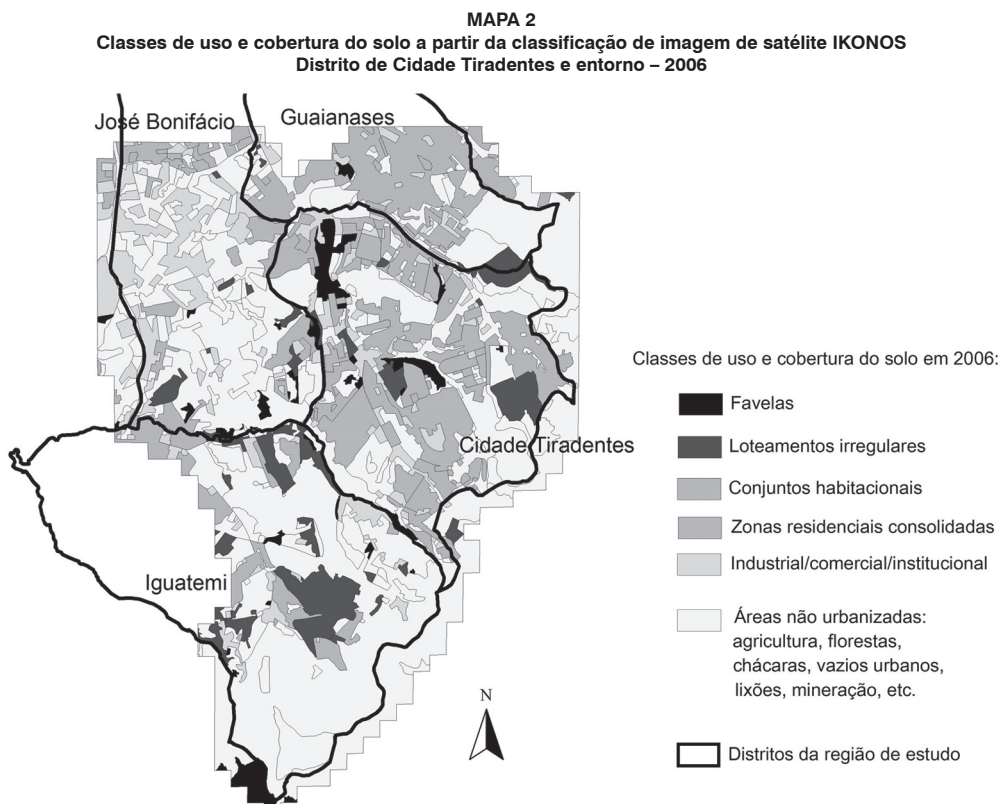 MAPA 2
Classes de uso e cobertura do solo a partir da classificação de imagem de satélite IKONOS
Distrito de Cidade Tiradentes e entorno – 2006
José Bonifácio
Guaianases
Cidade Tiradentes
Iguatemi
N
Classes de uso e cobertura do solo em 2006:
Favelas
Loteamentos irregulares
Conjuntos habitacionais
Zonas residenciais consolidadas
Industrial/comercial/institucional
Áreas não urbanizadas:
agricultura, florestas,
chácaras, vazios urbanos,
lixões, mineração, etc.
Distritos da região de estudo